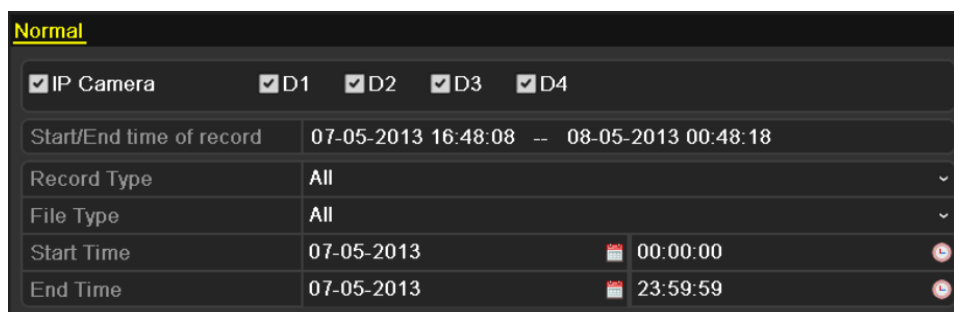 Normal
IP Camera D1 D2 D3 D4
Start/End time of record 07-05-2013 16:48:08 -- 08-05-2013 00:48:18
Record Type All
File Type All
Start Time 07-05-2013 00:00:00
End Time 07-05-2013 23:59:59